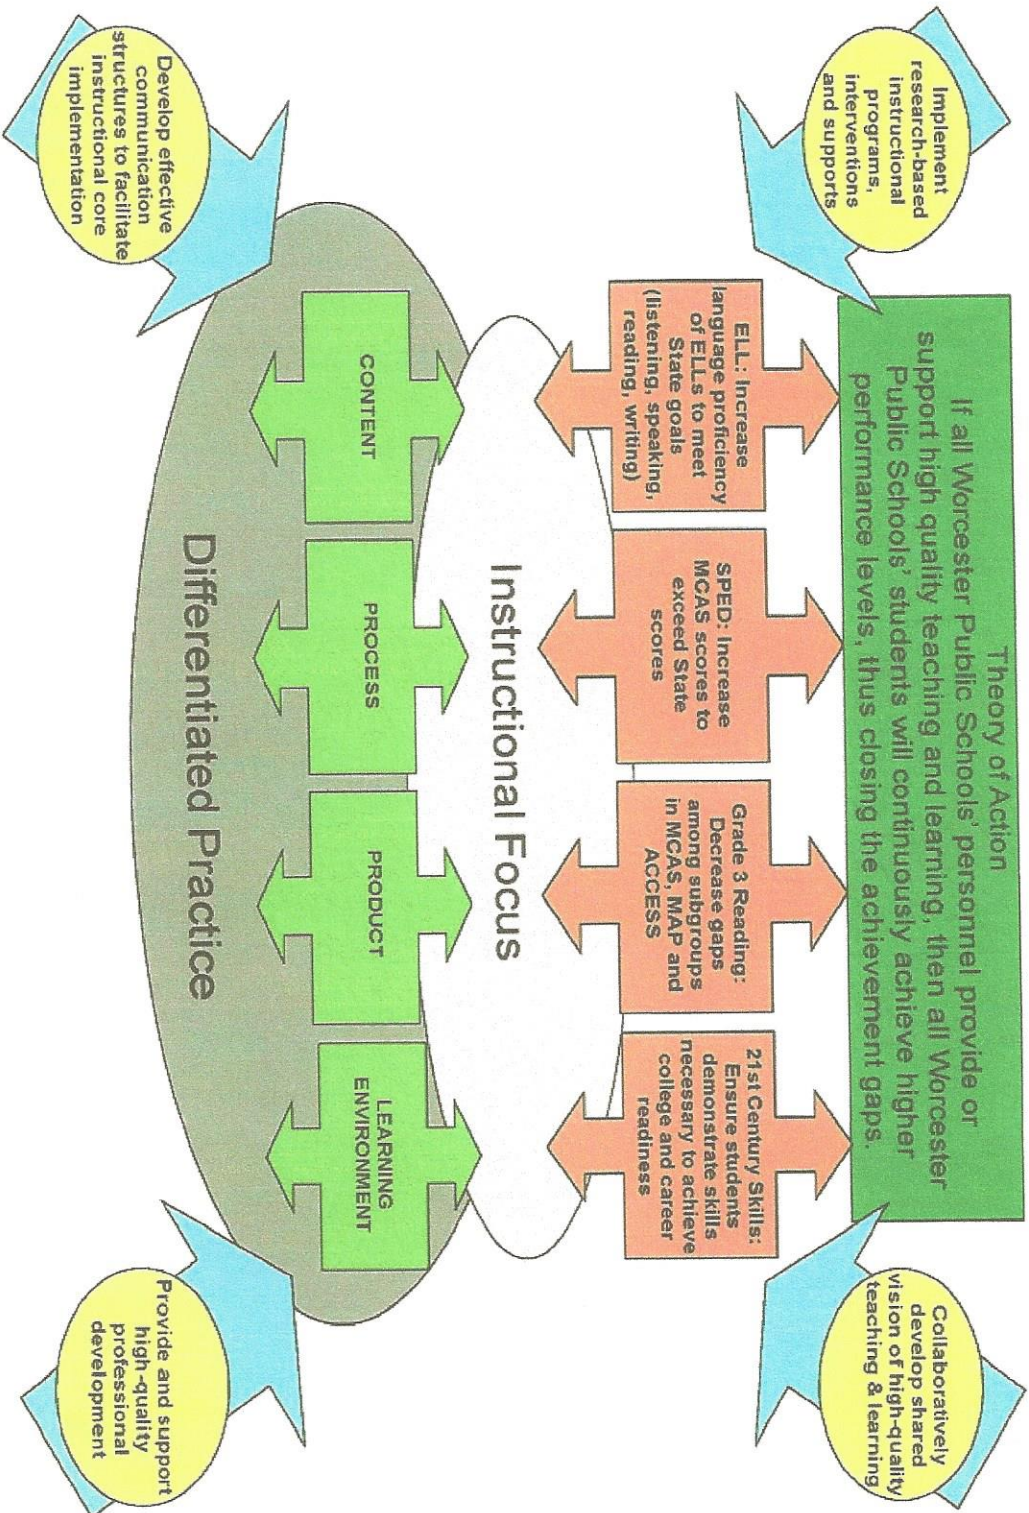 Implement
research-based
instructional
programs,
interventions
and supports
Theory of Action
If all Worcester Public Schools' personnel provide or
support high quality teaching and learning, then all Worcester
Public Schools' students will continuously achieve higher
performance levels, thus closing the achievement gaps.
Collaboratively
develop shared
vision of high-quality
teaching & learning
ELL: Increase
language proficiency
of ELLs to meet
State goals
(listening, speaking,
reading, writing)
SPED: Increase
MCAS scores to
exceed State
scores
Grade 3 Reading:
Decrease gaps
among subgroups
in MCAS, MAP and
ACCESS
21st Century Skills:
Ensure students
demonstrate skills
necessary to achieve
college and career
readiness
Instructional Focus
CONTENT
PROCESS
PRODUCT
LEARNING
ENVIRONMENT
Differentiated Practice
Develop effective
communication
structures to facilitate
instructional core
implementation
Provide and support
high-quality
professional
development